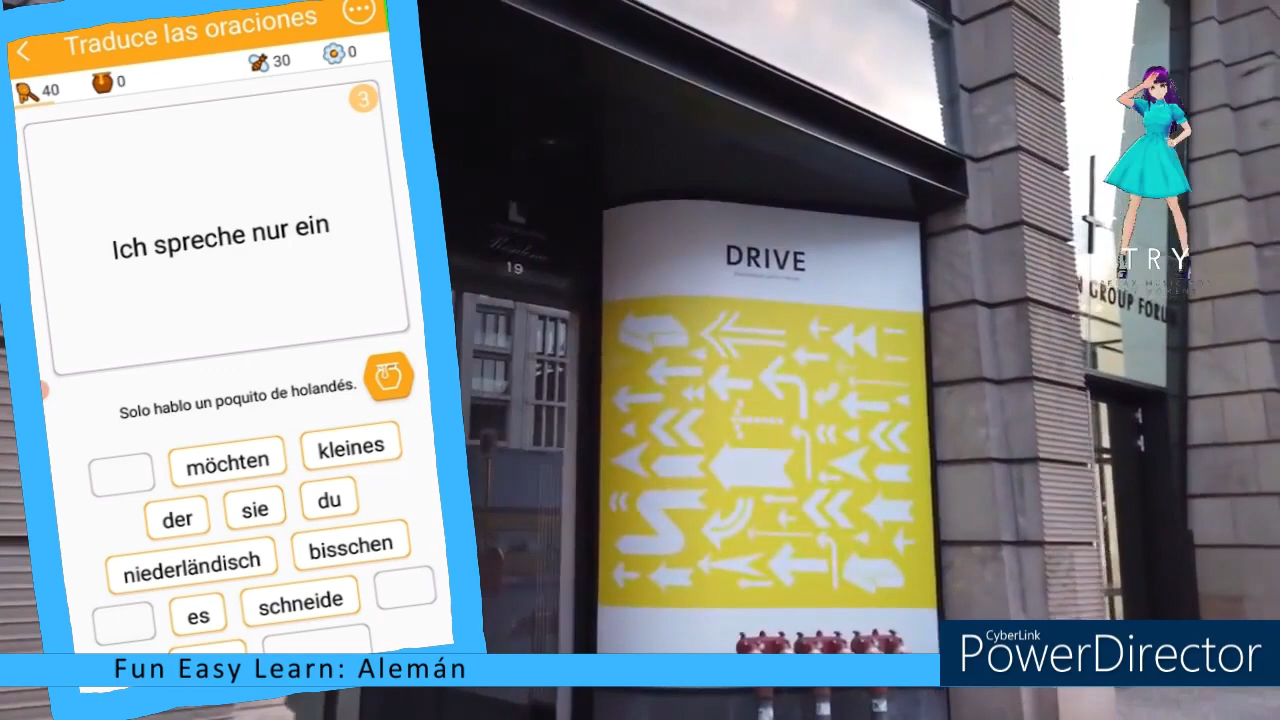 Traduce las oraciones
40
0
30
0
3
Ich spreche nur ein
Solo hablo un poquito de holandés.
möchten
kleines
der
sie
du
niederländisch
bisschen
es
schneide
Fun Easy Learn: Alemán
19
DRIVE
TRY
N GROUP FORUM
CyberLink
PowerDirector